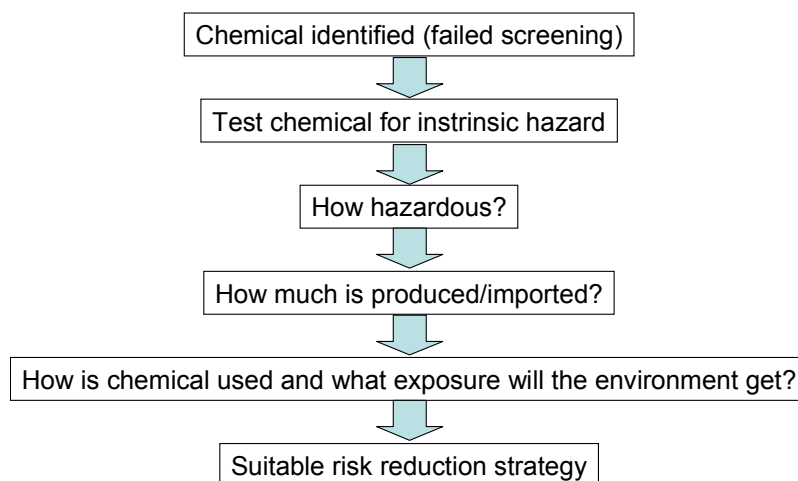 Chemical identified (failed screening)
Test chemical for instrinsic hazard
How hazardous?
How much is produced/imported?
How is chemical used and what exposure will the environment get?
Suitable risk reduction strategy